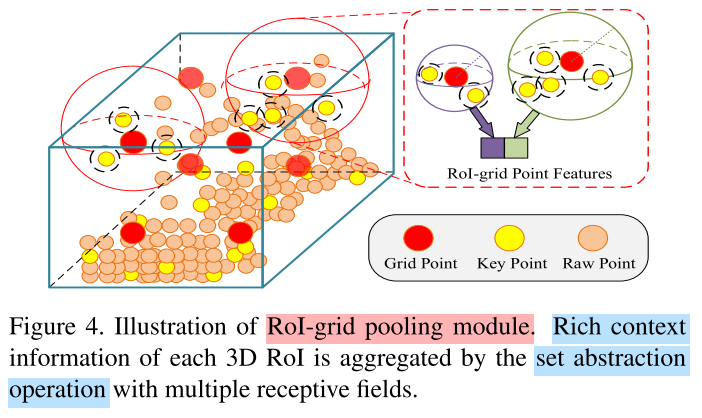 RoI-grid Point Features
Grid Point Key Point Raw Point
Figure 4. Illustration of RoI-grid pooling module. Rich context
information of each 3D RoI is aggregated by the set abstraction
operation with multiple receptive fields.